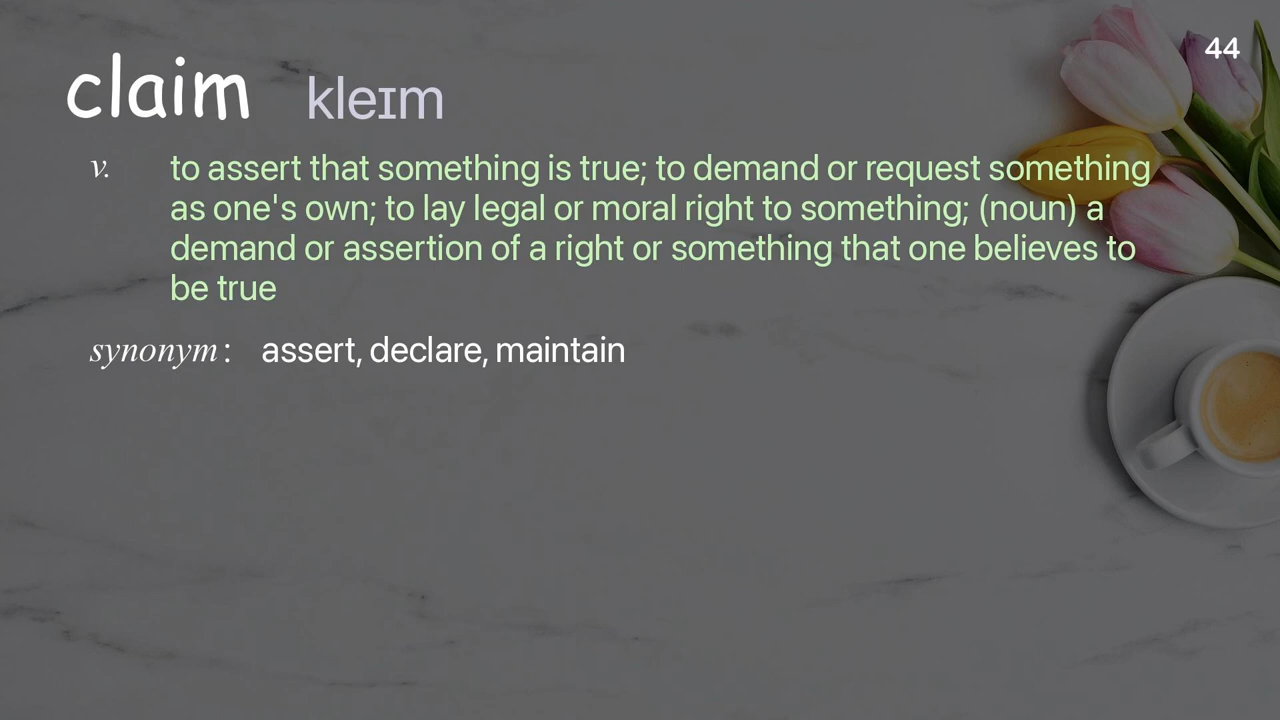 44
claim kleɪm
v. to assert that something is true; to demand or request something
as one's own; to lay legal or moral right to something; (noun) a
demand or assertion of a right or something that one believes to
be true
synonym: assert, declare, maintain